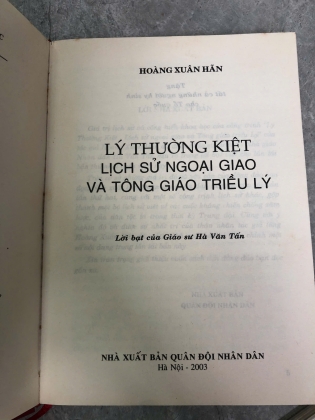 HOÀNG XUÂN HÃN
LÝ THƯỜNG KIỆT
LỊCH SỬ NGOẠI GIAO
VÀ TÔNG GIÁO TRIỀU LÝ
Lời bạt của Giáo sư Hà Văn Tấn
NHÀ XUẤT BẢN QUÂN ĐỘI NHÂN DÂN
Hà Nội - 2003